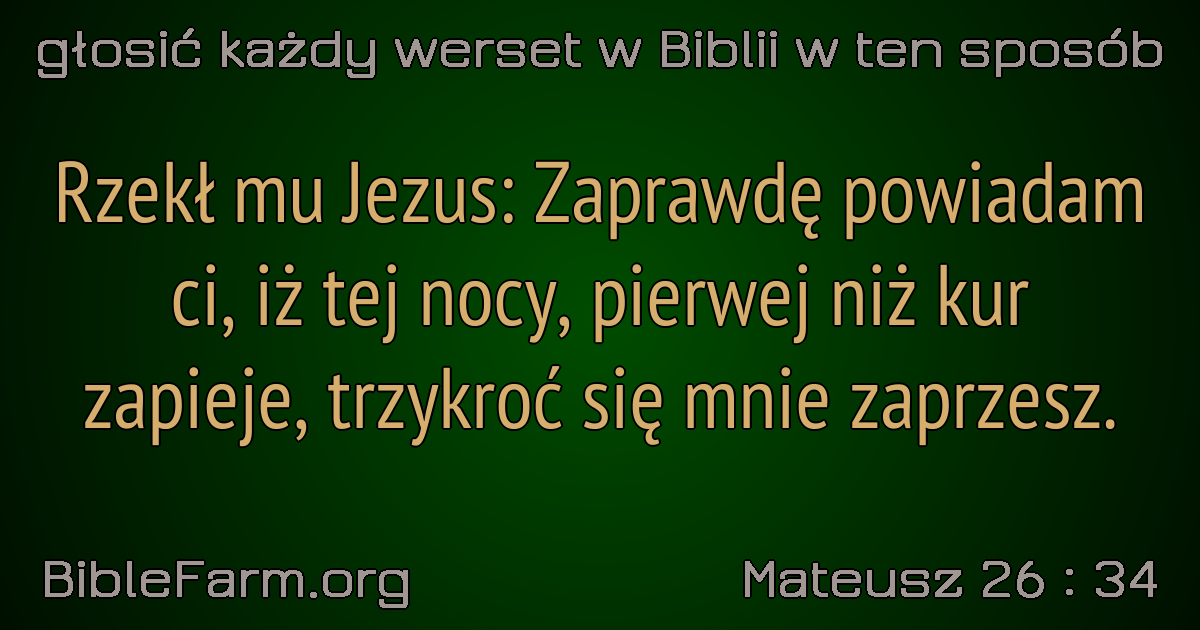 głosić każdy werset w Biblii w ten sposób
Rzekł mu Jezus: Zaprawdę powiadam
ci, iż tej nocy, pierwej niż kur
zapieje, trzykroć się mnie zaprzesz.
BibleFarm.org
Mateusz 26 : 34